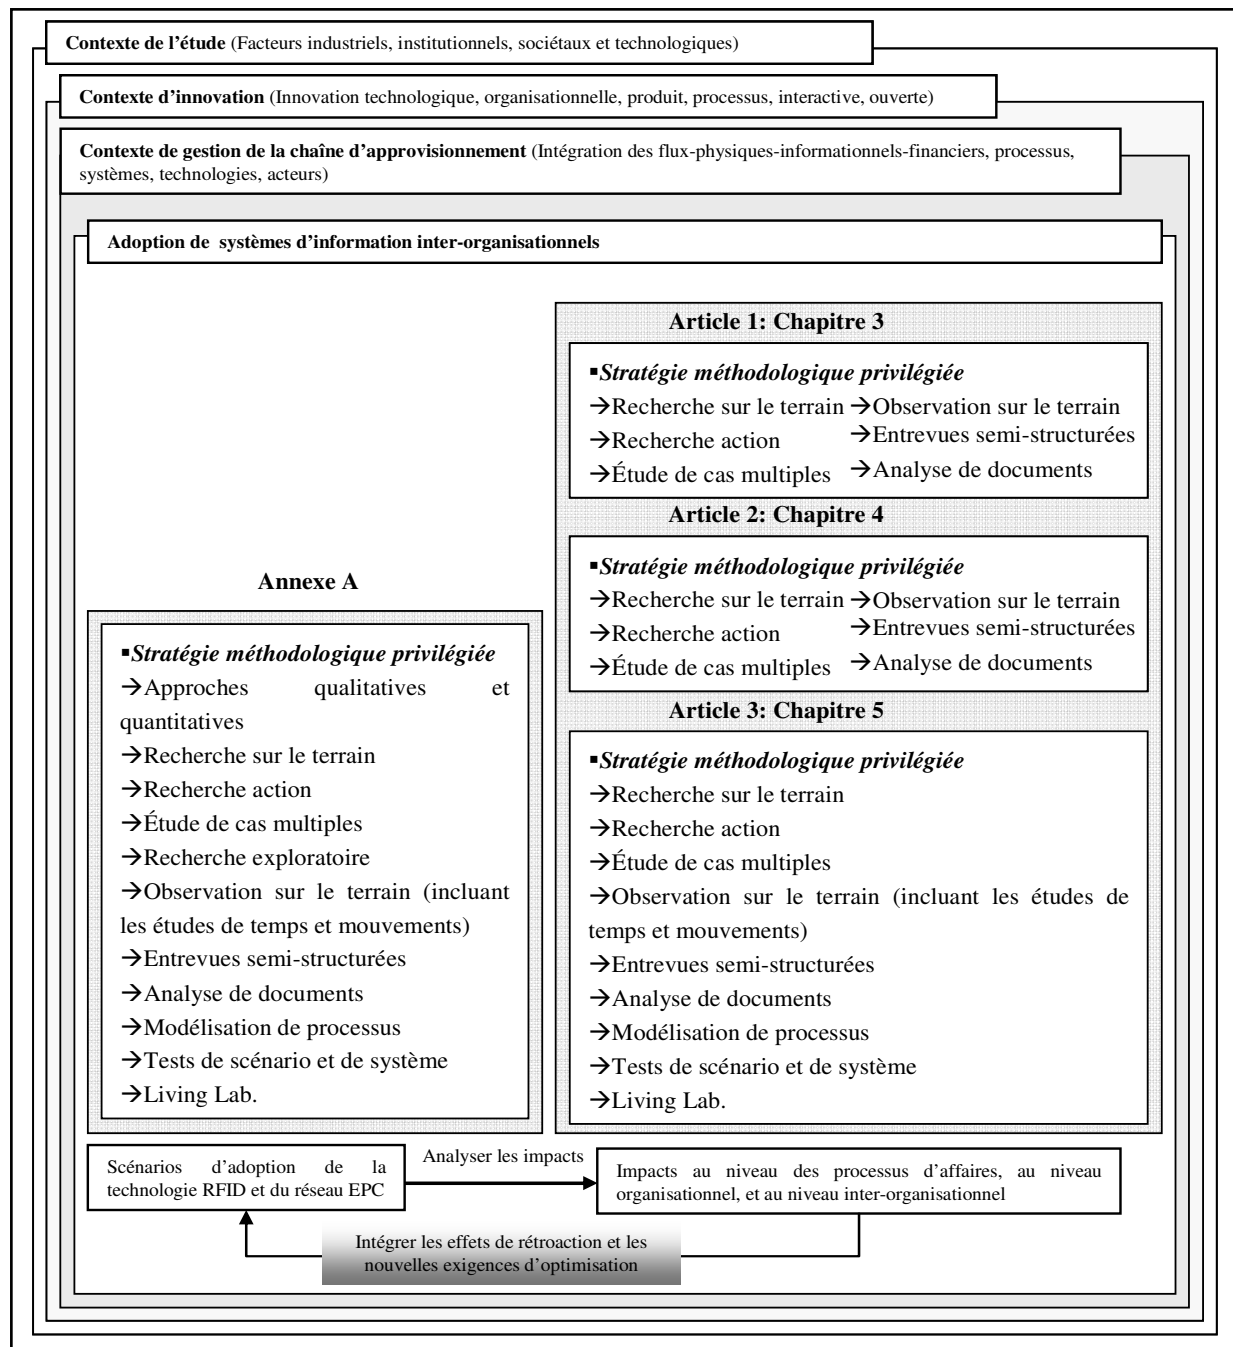 Contexte de l'étude (Facteurs industriels, institutionnels, sociétaux et technologiques)
Contexte d'innovation (Innovation technologique, organisationnelle, produit, processus, interactive, ouverte)
Contexte de gestion de la chaîne d'approvisionnement (Intégration des flux-physiques-informationnels-financiers, processus,
systèmes, technologies, acteurs)
Adoption de systèmes d'information inter-organisationnels
Article 1: Chapitre 3
▪Stratégie méthodologique privilégiée
→Recherche sur le terrain →Observation sur le terrain
→Recherche action →Entrevues semi-structurées
→Étude de cas multiples →Analyse de documents
Article 2: Chapitre 4
▪Stratégie méthodologique privilégiée
→Recherche sur le terrain →Observation sur le terrain
→Recherche action →Entrevues semi-structurées
→Étude de cas multiples →Analyse de documents
Annexe A
▪Stratégie méthodologique privilégiée
→Approches qualitatives et
quantitatives
→Recherche sur le terrain
→Recherche action
→Étude de cas multiples
→Recherche exploratoire
→Observation sur le terrain (incluant
les études de temps et mouvements)
→Entrevues semi-structurées
→Analyse de documents
→Modélisation de processus
→Tests de scénario et de système
→Living Lab.
Article 3: Chapitre 5
▪Stratégie méthodologique privilégiée
→Recherche sur le terrain
→Recherche action
→Étude de cas multiples
→Observation sur le terrain (incluant les études de
temps et mouvements)
→Entrevues semi-structurées
→Analyse de documents
→Modélisation de processus
→Tests de scénario et de système
→Living Lab.
Scénarios d'adoption de la
technologie RFID et du réseau EPC
Analyser les impacts
Impacts au niveau des processus d'affaires, au niveau
organisationnel, et au niveau inter-organisationnel
Intégrer les effets de rétroaction et les
nouvelles exigences d'optimisation